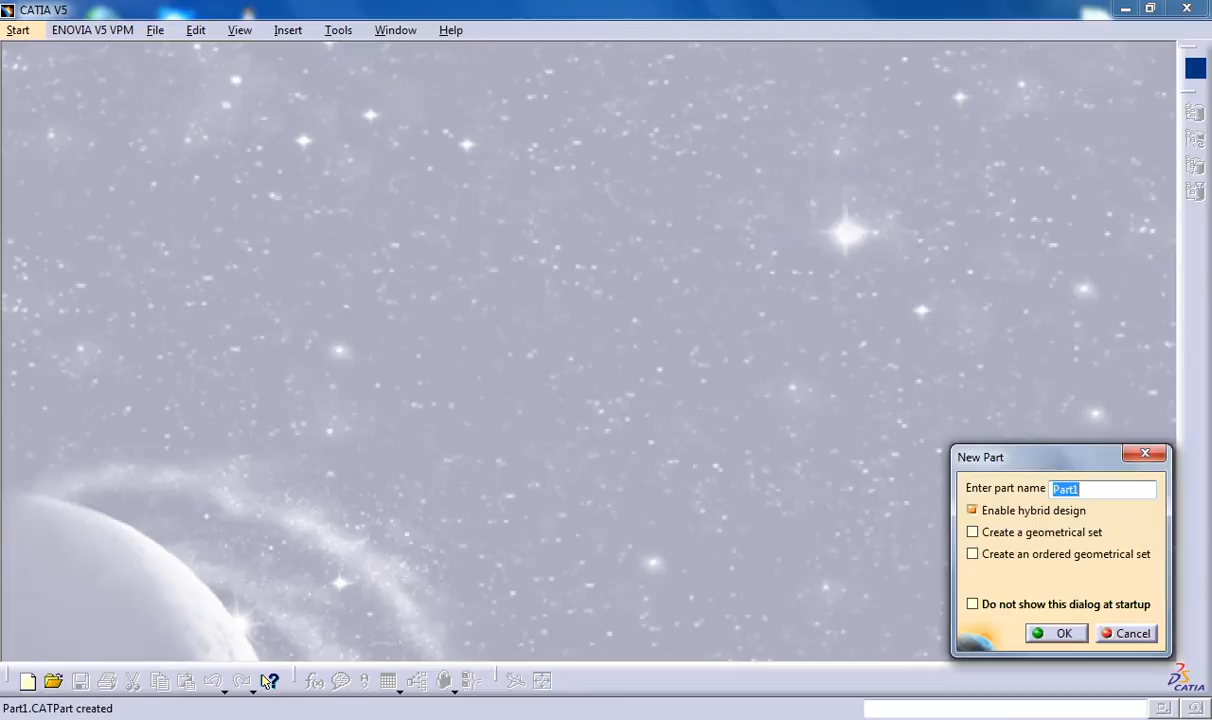 CATIA V5
Start ENOVIA V5 VPM File Edit View Insert Tools Window Help
New Part
Enter part name Part1
Enable hybrid design
Create a geometrical set
Create an ordered geometrical set
Do not show this dialog at startup
OK Cancel
f(x)
CATIA
Part1.CATPart created